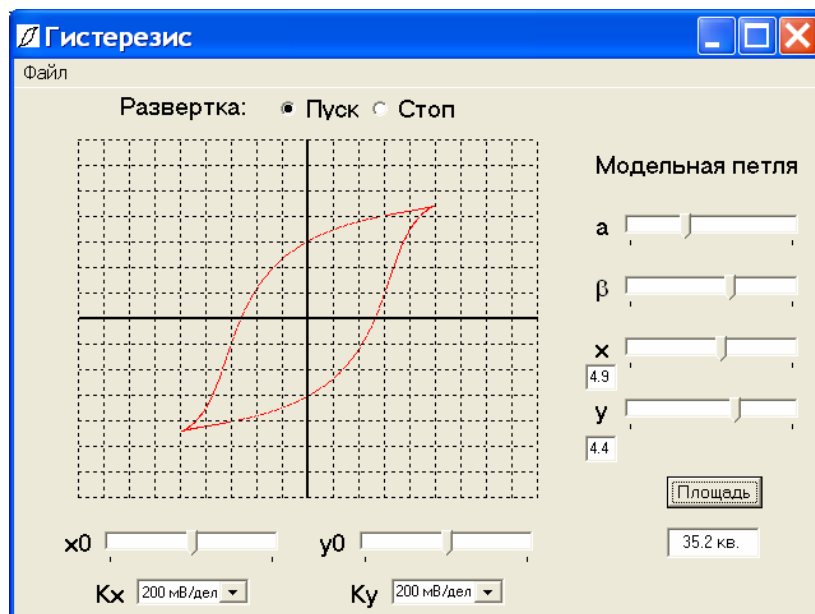 Гистерезис
Файл
Развертка: Пуск Стоп
Модельная петля
a
β
x
4.9
y
4.4
Площадь
35.2 кв.
x0 y0
Kx 200 мВ/дел Ky 200 мВ/дел